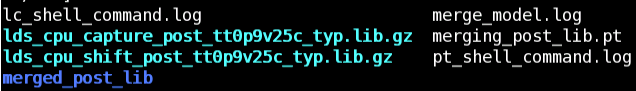 lc_shell_command.log merge_model.log
lds_cpu_capture_post_tt0p9v25c_typ.lib.gz merging_post_lib.pt
lds_cpu_shift_post_tt0p9v25c_typ.lib.gz pt_shell_command.log
merged_post_lib